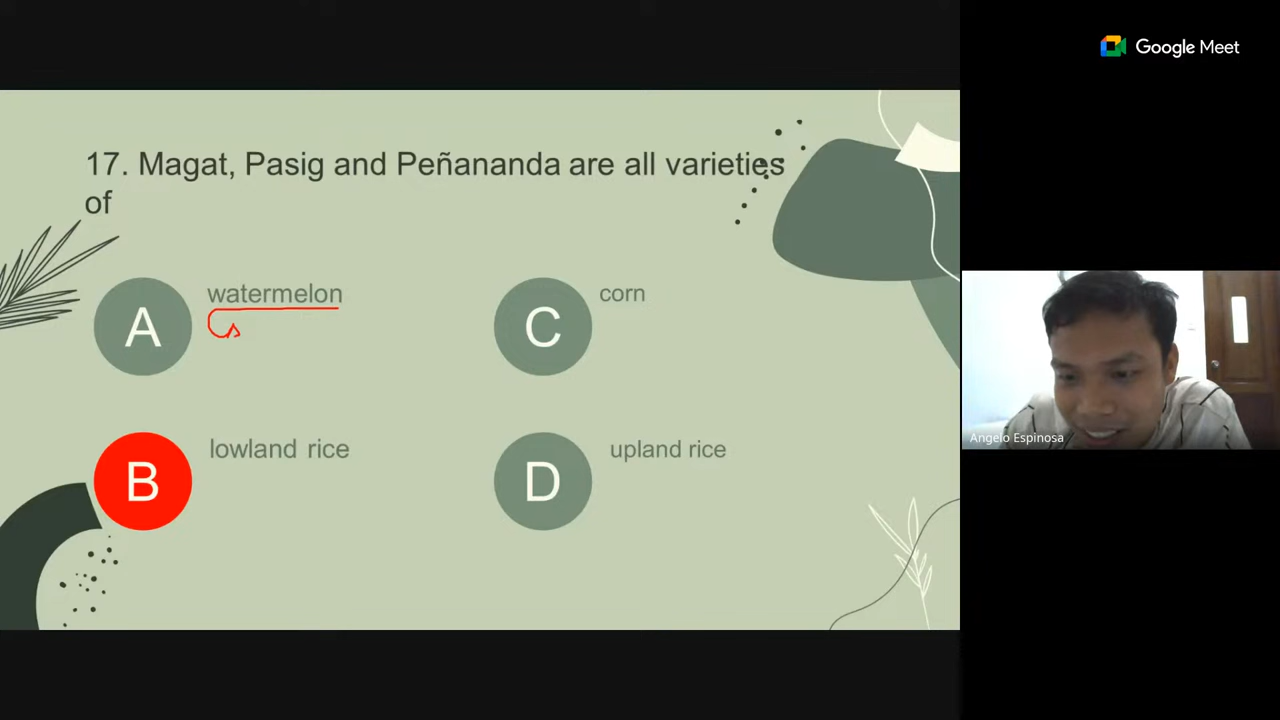 Google Meet
17. Magat, Pasig and Peñananda are all varieties
of
A
watermelon
C
corn
B
lowland rice
D
upland rice
Angelo Espinosa